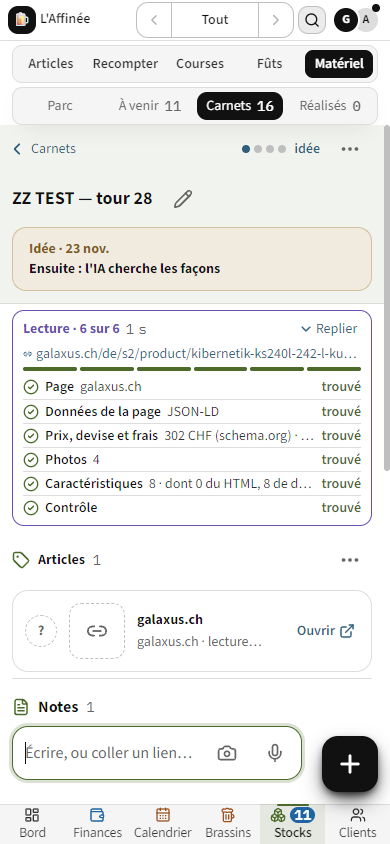 L'Affinée
Tout
G
A
Articles
Recompter
Courses
Fûts
Matériel
Parc
À venir 11
Carnets 16
Réalisés 0
Carnets
idée
ZZ TEST — tour 28
Idée · 23 nov.
Ensuite : l'IA cherche les façons
Lecture · 6 sur 6 1 s
Replier
galaxus.ch/de/s2/product/kibernetik-ks240l-242-l-ku…
Page galaxus.ch trouvé
Données de la page JSON-LD trouvé
Prix, devise et frais 302 CHF (schema.org) · … trouvé
Photos 4 trouvé
Caractéristiques 8 · dont 0 du HTML, 8 de d… trouvé
Contrôle trouvé
Articles 1
?
galaxus.ch
galaxus.ch · lecture…
Ouvrir
Notes 1
Écrire, ou coller un lien…
Bord
Finances
Calendrier
Brassins
11
Stocks
Clients